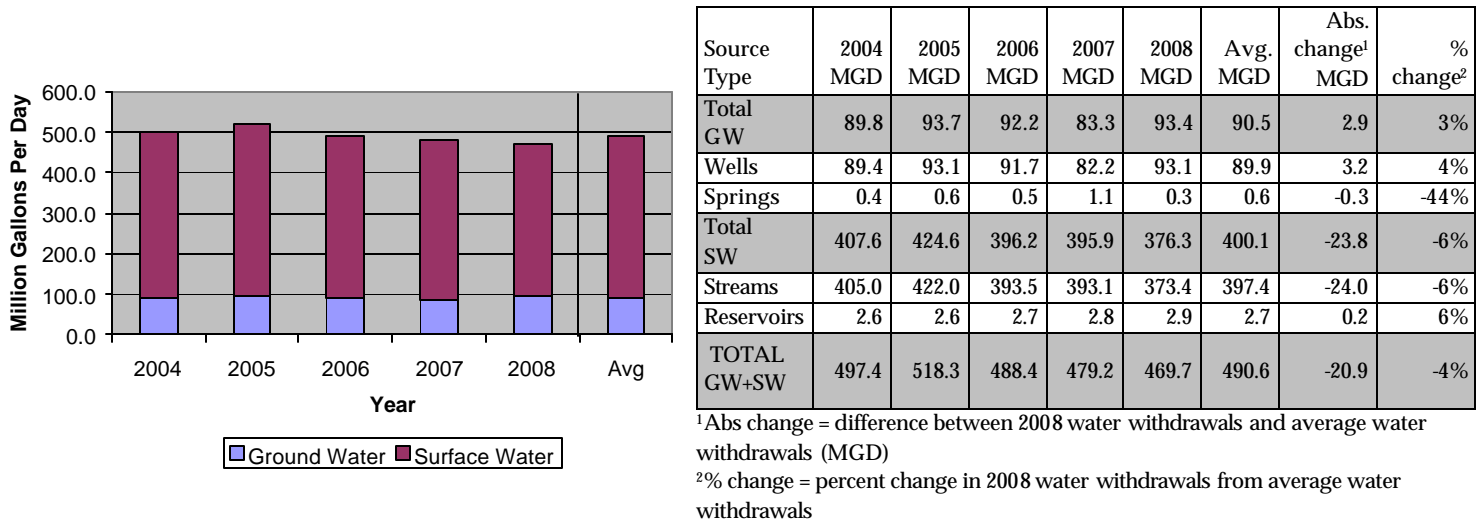 Million Gallons Per Day
600.0
500.0
400.0
300.0
200.0
100.0
0.0
2004 2005 2006 2007 2008 Avg
Year
Ground Water Surface Water
Source Type 2004 MGD 2005 MGD 2006 MGD 2007 MGD 2008 MGD Avg. MGD Abs. change¹ MGD % change²
Total GW 89.8 93.7 92.2 83.3 93.4 90.5 2.9 3%
Wells 89.4 93.1 91.7 82.2 93.1 89.9 3.2 4%
Springs 0.4 0.6 0.5 1.1 0.3 0.6 -0.3 -44%
Total SW 407.6 424.6 396.2 395.9 376.3 400.1 -23.8 -6%
Streams 405.0 422.0 393.5 393.1 373.4 397.4 -24.0 -6%
Reservoirs 2.6 2.6 2.7 2.8 2.9 2.7 0.2 6%
TOTAL GW+SW 497.4 518.3 488.4 479.2 469.7 490.6 -20.9 -4%
¹Abs change = difference between 2008 water withdrawals and average water
withdrawals (MGD)
²% change = percent change in 2008 water withdrawals from average water
withdrawals